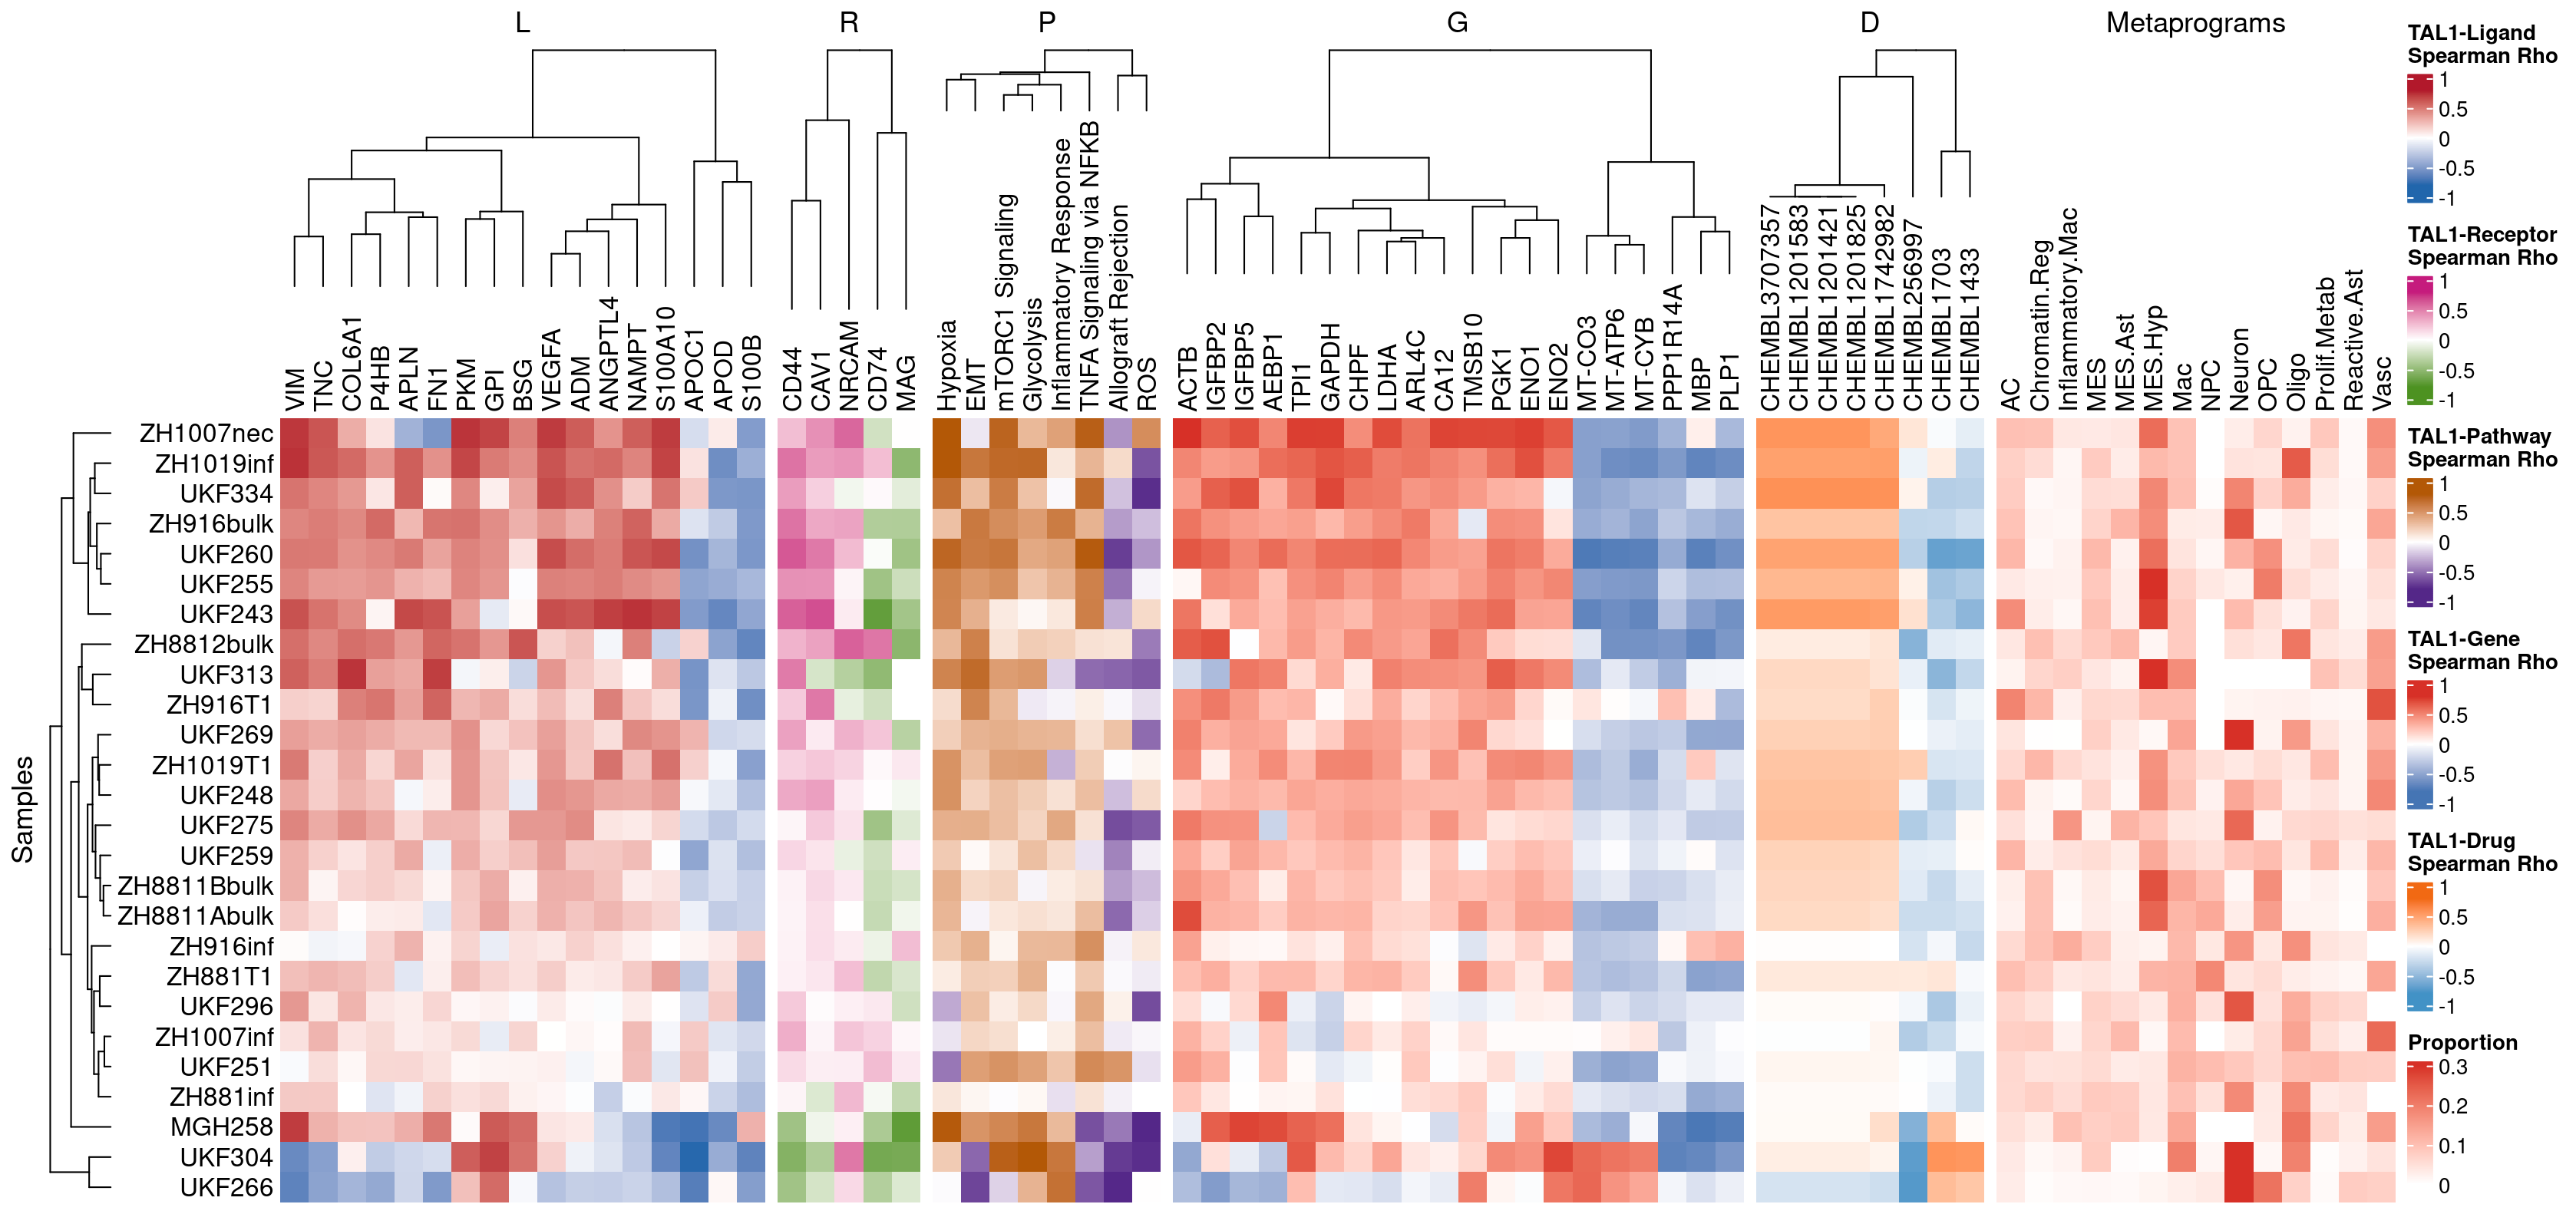 L
R
P
G
D
Metaprograms
VIM
TNC
COL6A1
P4HB
APLN
FN1
PKM
GPI
BSG
VEGFA
ADM
ANGPTL4
NAMPT
S100A10
APOC1
APOD
S100B
CD44
CAV1
NRCAM
CD74
MAG
Hypoxia
EMT
mTORC1 Signaling
Glycolysis
Inflammatory Response
TNFA Signaling via NFKB
Allograft Rejection
ROS
ACTB
IGFBP2
IGFBP5
AEBP1
TPI1
GAPDH
CHPF
LDHA
ARL4C
CA12
TMSB10
PGK1
ENO1
ENO2
MT-CO3
MT-ATP6
MT-CYB
PPP1R14A
MBP
PLP1
CHEMBL3707357
CHEMBL1201583
CHEMBL1201421
CHEMBL1201825
CHEMBL1742982
CHEMBL256997
CHEMBL1703
CHEMBL1433
AC
Chromatin.Reg
Inflammatory.Mac
MES
MES.Ast
MES.Hyp
Mac
NPC
Neuron
OPC
Oligo
Prolif.Metab
Reactive.Ast
Vasc
Samples
ZH1007nec
ZH1019inf
UKF334
ZH916bulk
UKF260
UKF255
UKF243
ZH8812bulk
UKF313
ZH916T1
UKF269
ZH1019T1
UKF248
UKF275
UKF259
ZH8811Bbulk
ZH8811Abulk
ZH916inf
ZH881T1
UKF296
ZH1007inf
UKF251
ZH881inf
MGH258
UKF304
UKF266
TAL1-Ligand
Spearman Rho
1
0.5
0
-0.5
-1
TAL1-Receptor
Spearman Rho
1
0.5
0
-0.5
-1
TAL1-Pathway
Spearman Rho
1
0.5
0
-0.5
-1
TAL1-Gene
Spearman Rho
1
0.5
0
-0.5
-1
TAL1-Drug
Spearman Rho
1
0.5
0
-0.5
-1
Proportion
0.3
0.2
0.1
0